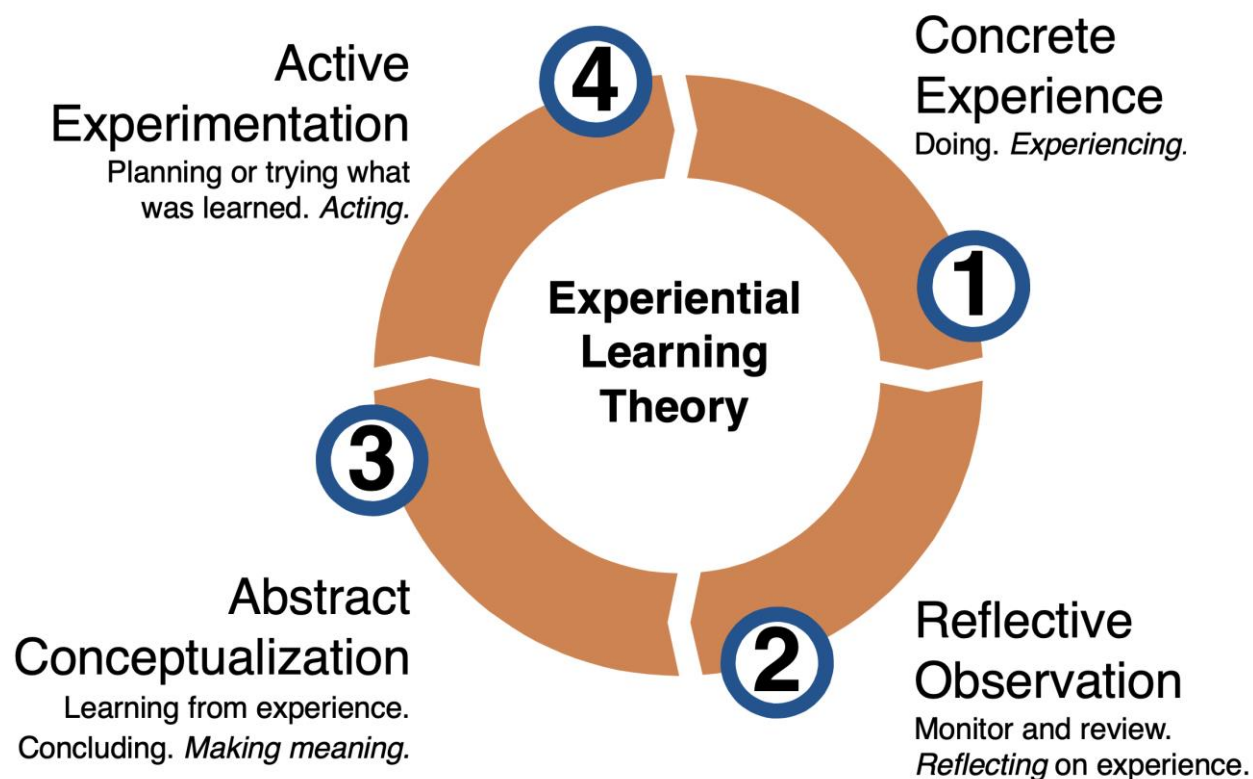 Experiential
Learning
Theory
1
Concrete
Experience
Doing. Experiencing.
2
Reflective
Observation
Monitor and review.
Reflecting on experience.
3
Abstract
Conceptualization
Learning from experience.
Concluding. Making meaning.
4
Active
Experimentation
Planning or trying what
was learned. Acting.